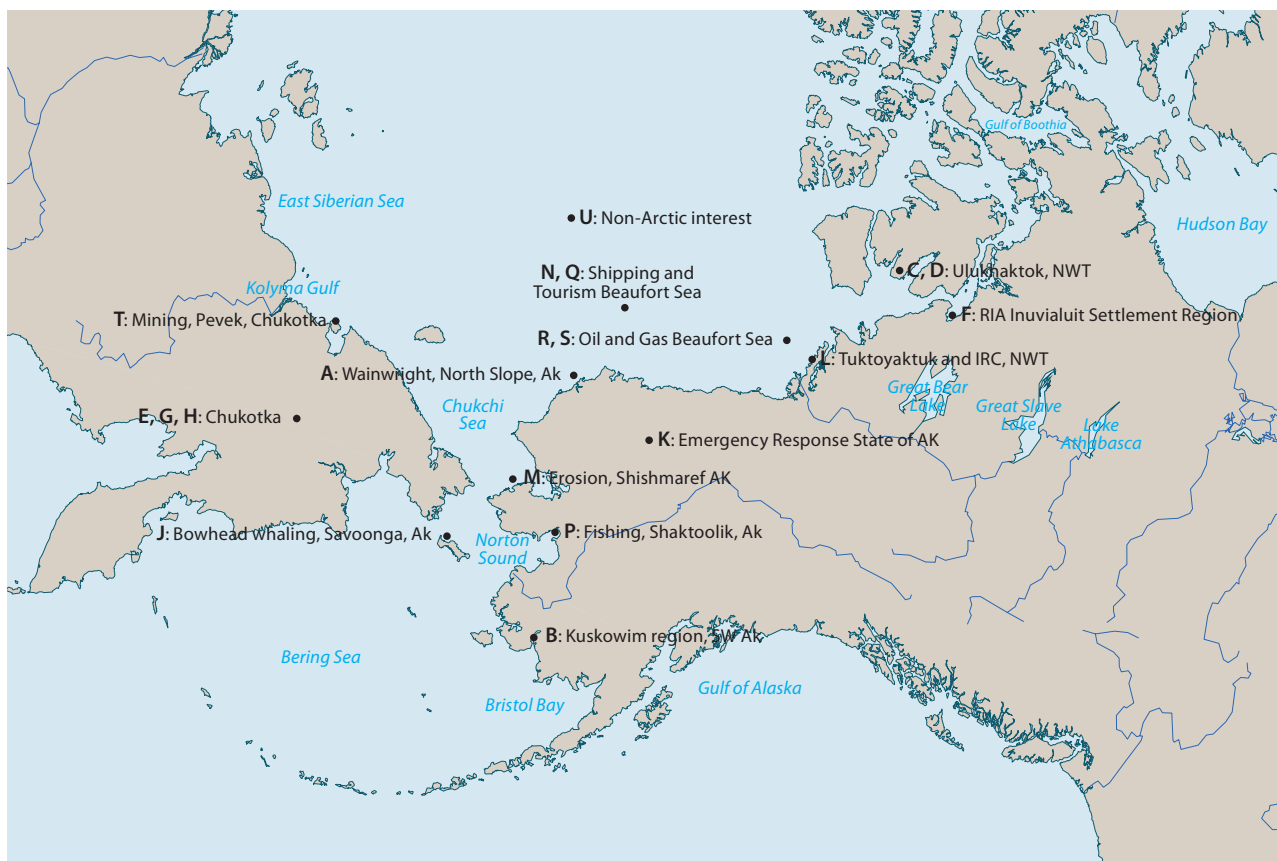 Gulf of Boothia
East Siberian Sea
U: Non-Arctic interest
Hudson Bay
N, Q: Shipping and
Tourism Beaufort Sea
C, D: Ulukhaktok, NWT
Kolyma Gulf
T: Mining, Pevek, Chukotka
F: RIA Inuvialuit Settlement Region
R, S: Oil and Gas Beaufort Sea
L: Tuktoyaktuk and IRC, NWT
A: Wainwright, North Slope, Ak
Great Bear
Lake
Chukchi
Sea
Great Slave
Lake
Lake
Athabasca
E, G, H: Chukotka
K: Emergency Response State of AK
M: Erosion, Shishmaref AK
J: Bowhead whaling, Savoonga, Ak
Norton
Sound
P: Fishing, Shaktoolik, Ak
B: Kuskowim region, SW Ak
Bering Sea
Bristol Bay
Gulf of Alaska